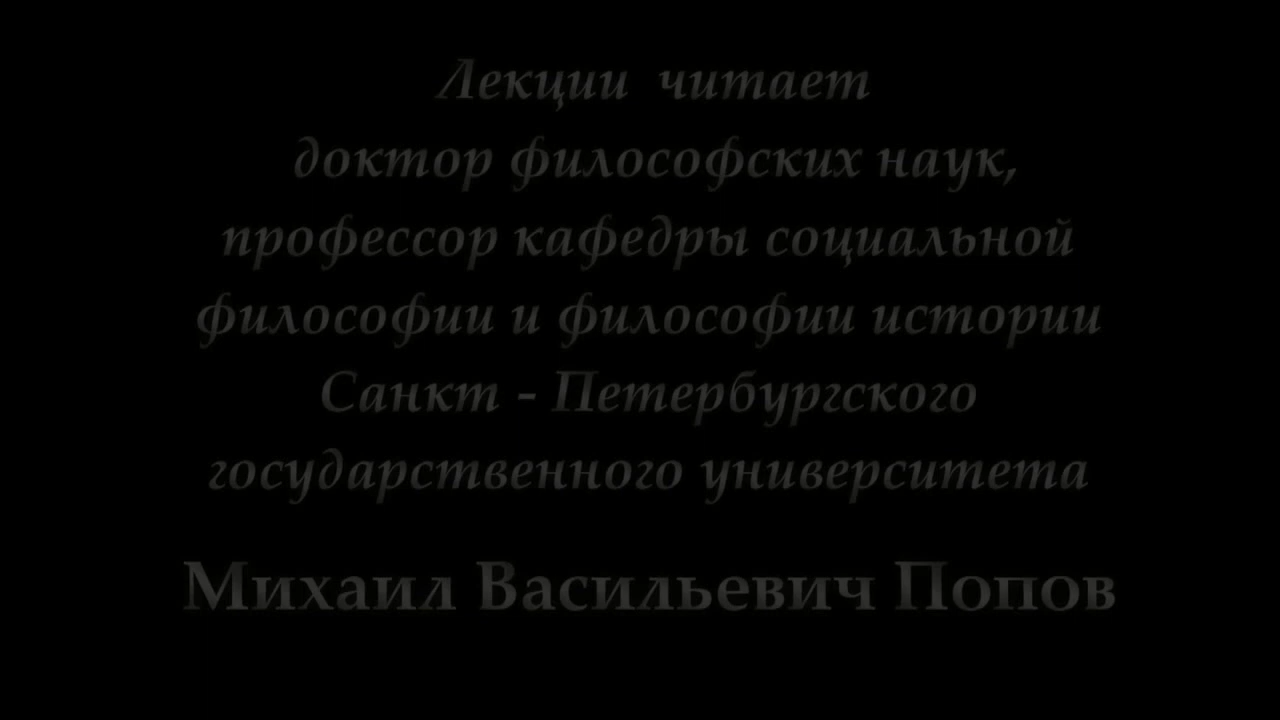 Лекции читает
доктор философских наук,
профессор кафедры социальной
философии и философии истории
Санкт - Петербургского
государственного университета
Михаил Васильевич Попов